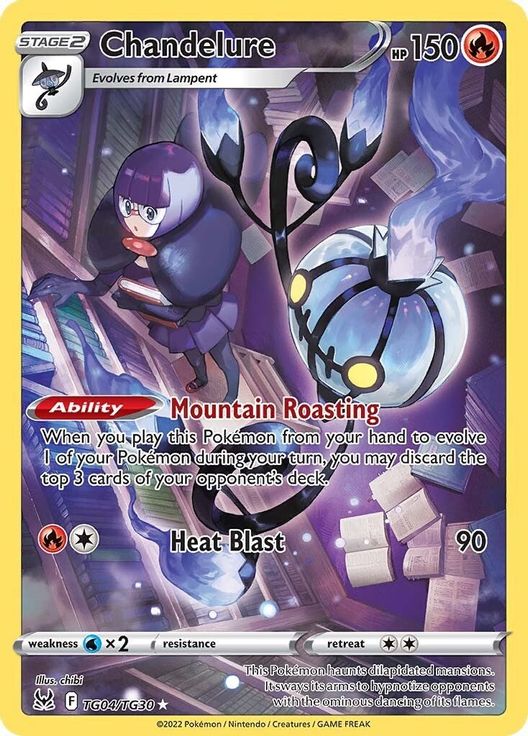 STAGE 2
Chandelure
HP 150
Evolves from Lampent
Ability Mountain Roasting
When you play this Pokémon from your hand to evolve
1 of your Pokémon during your turn, you may discard the
top 3 cards of your opponent's deck.
Heat Blast 90
weakness ×2 resistance retreat
Illus. chibi
F TG04/TG30 ★
This Pokémon haunts dilapidated mansions.
It sways its arms to hypnotize opponents
with the ominous dancing of its flames.
©2022 Pokémon / Nintendo / Creatures / GAME FREAK